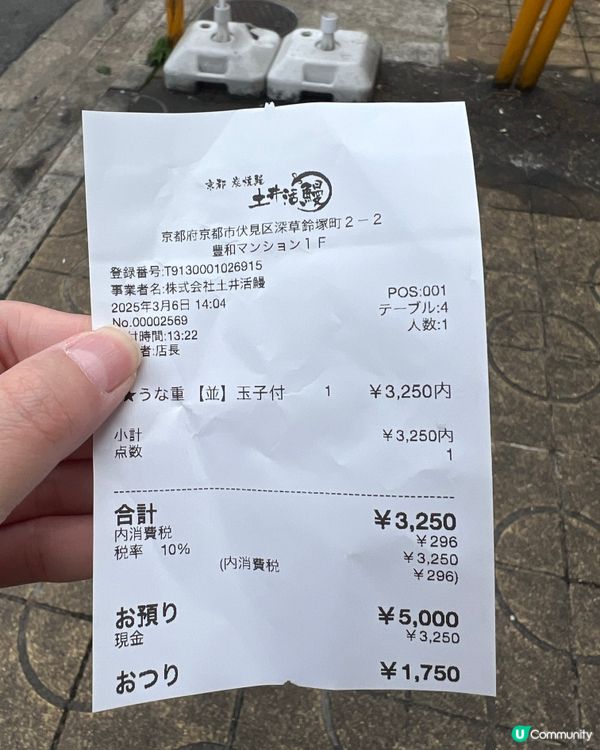 京都 炭焼鰻
土井活鰻
京都府京都市伏見区深草鈴塚町2-2
豊和マンション1F
登録番号:T9130001026915
事業者名:株式会社土井活鰻
2025年3月6日 14:04 POS:001
No.00002569 テーブル:4
付時間:13:22 人数:1
者:店長
★うな重 【並】玉子付 1 ¥3,250内
小計 ¥3,250内
点数 1
合計 ¥3,250
内消費税 ¥296
税率 10% ¥3,250
(内消費税 ¥296)
お預り ¥5,000
現金 ¥3,250
おつり ¥1,750
U Community